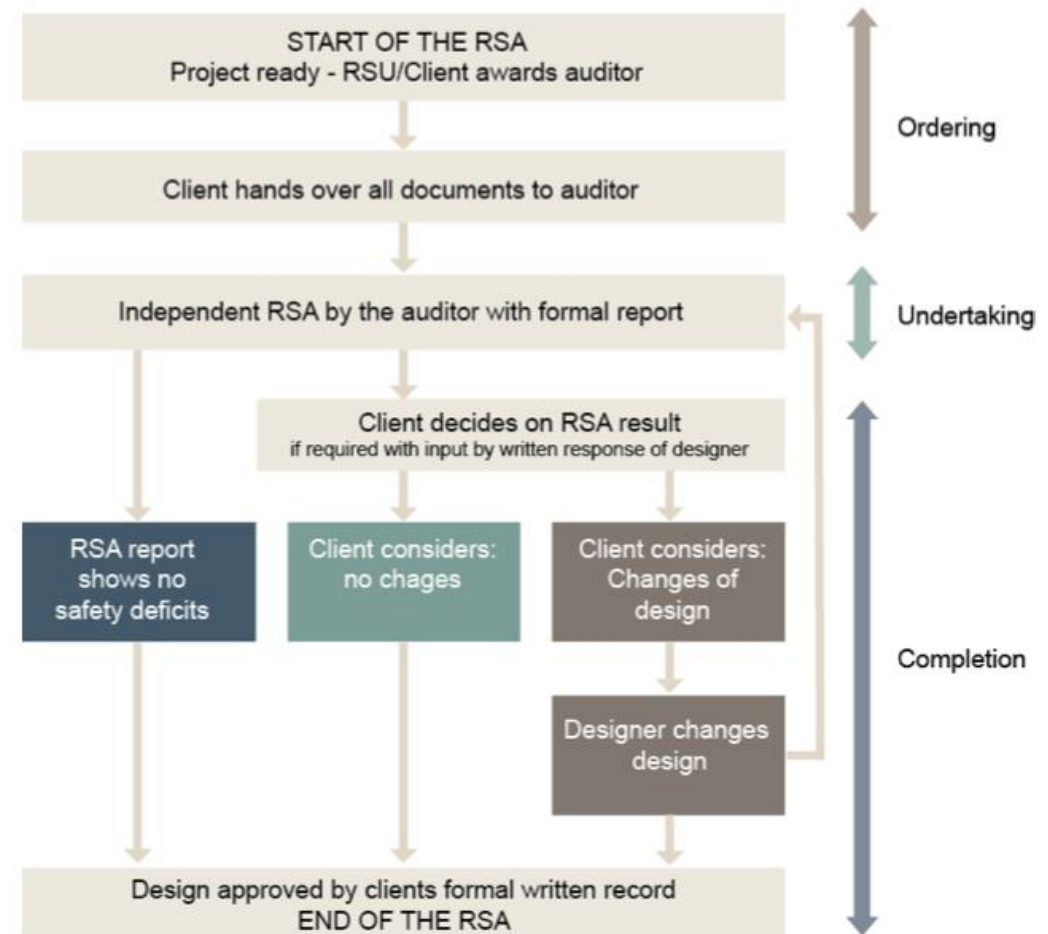 START OF THE RSA
Project ready - RSU/Client awards auditor
Ordering
Client hands over all documents to auditor
Independent RSA by the auditor with formal report
Undertaking
Client decides on RSA result
if required with input by written response of designer
RSA report
shows no
safety deficits
Client considers:
no chages
Client considers:
Changes of
design
Completion
Designer changes
design
Design approved by clients formal written record
END OF THE RSA